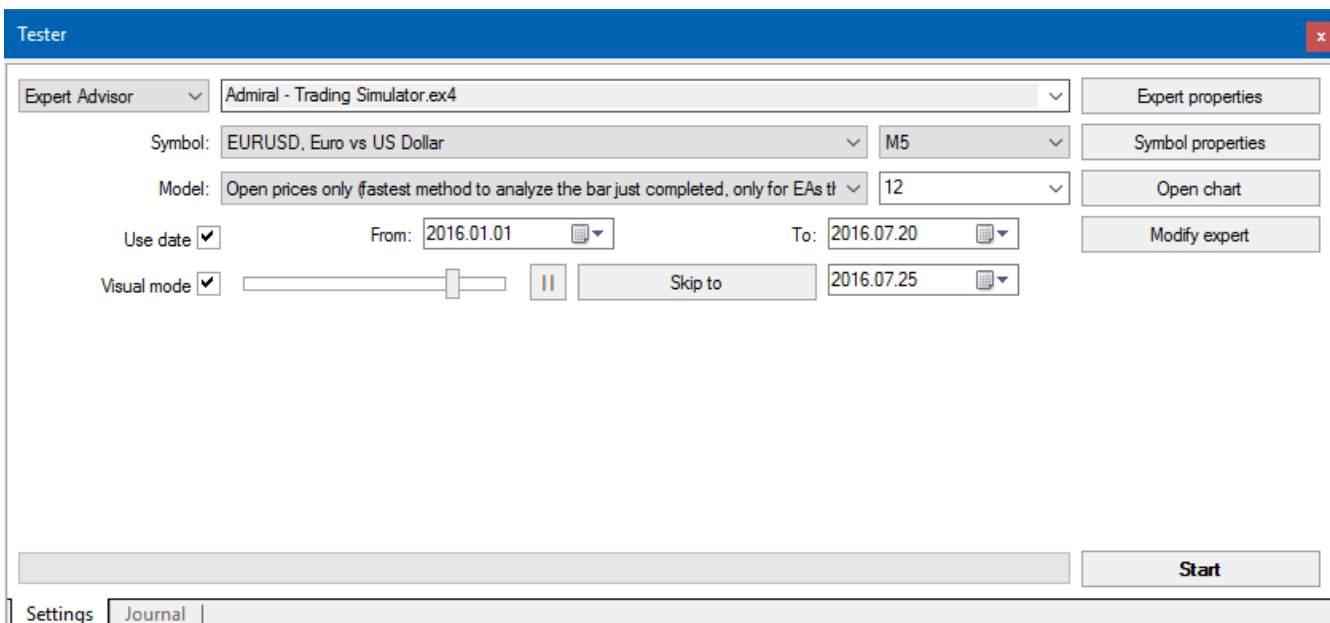 Tester
x
Expert Advisor Admiral - Trading Simulator.ex4 Expert properties
Symbol: EURUSD, Euro vs US Dollar M5 Symbol properties
Model: Open prices only (fastest method to analyze the bar just completed, only for EAs th 12 Open chart
Use date From: 2016.01.01 To: 2016.07.20 Modify expert
Visual mode Skip to 2016.07.25
Start
Settings Journal